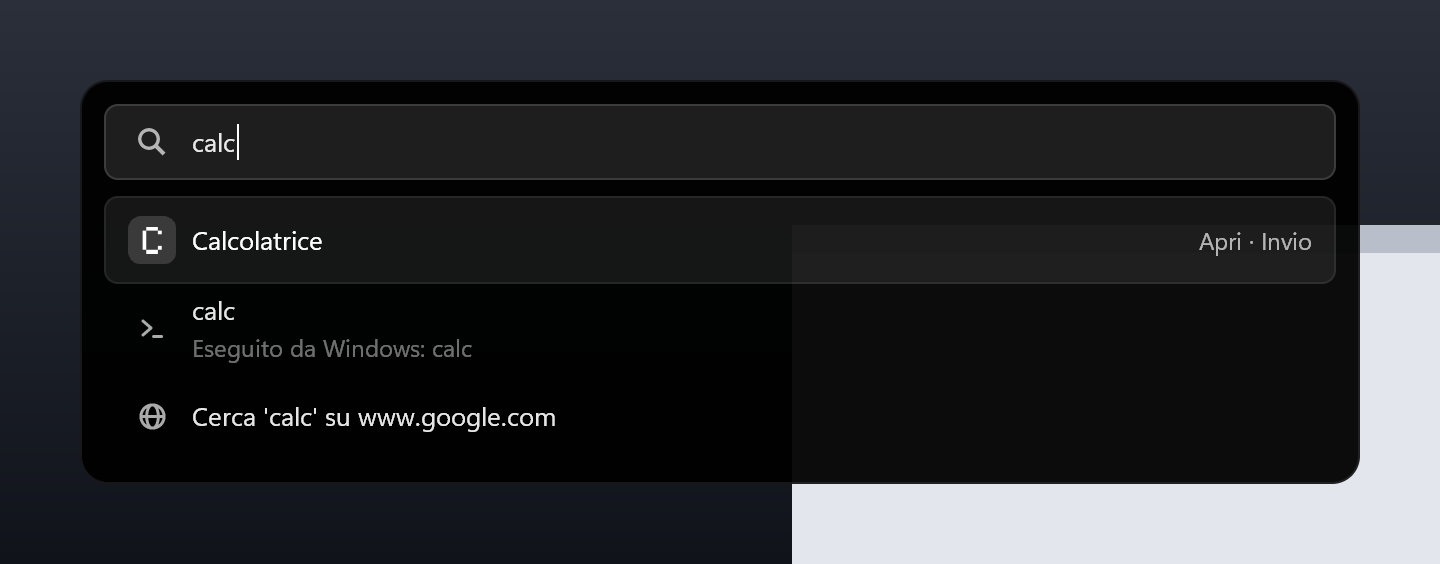 calc
Calcolatrice
Apri · Invio
calc
Eseguito da Windows: calc
Cerca 'calc' su www.google.com